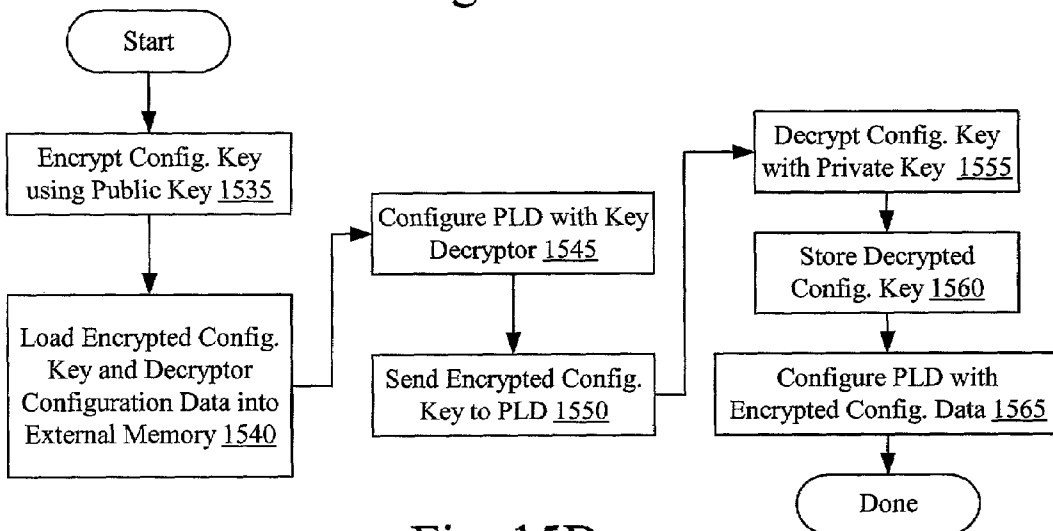 Start
Encrypt Config. Key
using Public Key 1535
Load Encrypted Config.
Key and Decryptor
Configuration Data into
External Memory 1540
Configure PLD with Key
Decryptor 1545
Send Encrypted Config.
Key to PLD 1550
Decrypt Config. Key
with Private Key 1555
Store Decrypted
Config. Key 1560
Configure PLD with
Encrypted Config. Data 1565
Done